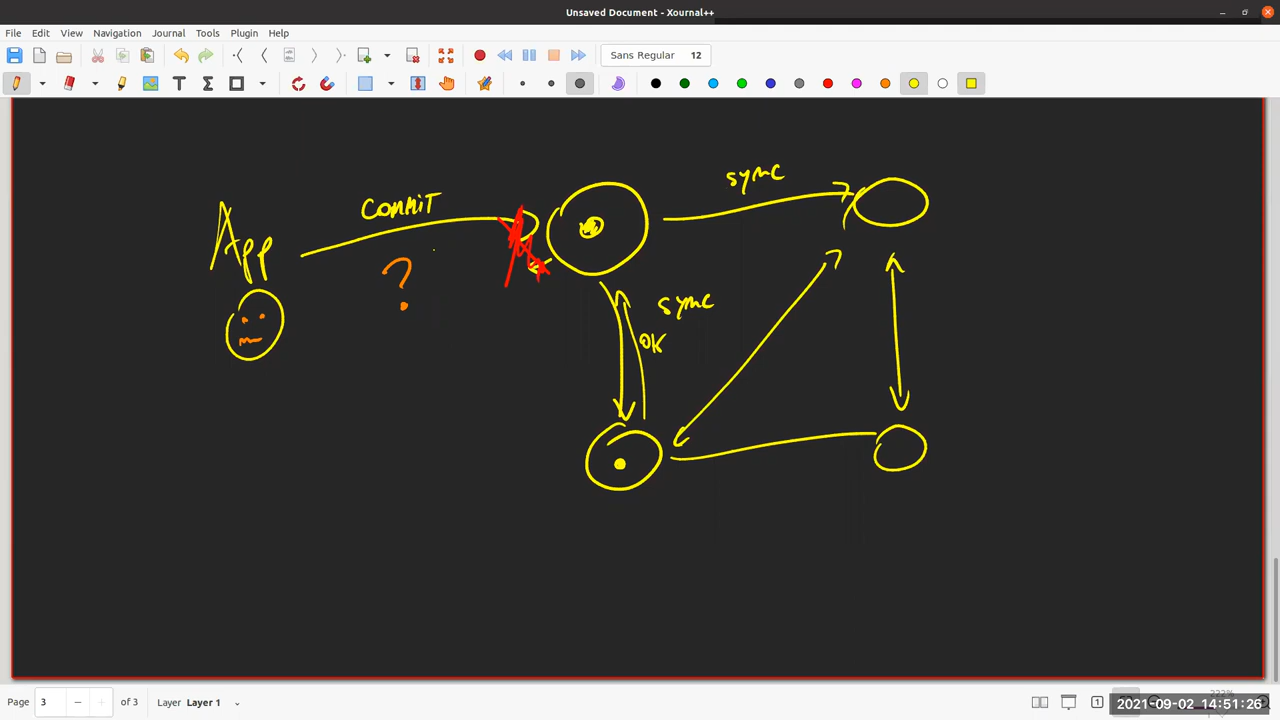 Unsaved Document - Xournal++
File Edit View Navigation Journal Tools Plugin Help
Sans Regular 12
sync
COMMIT
App
?
sync
OK
Page 3 of 3 Layer Layer 1
2021-09-02 14:51:26